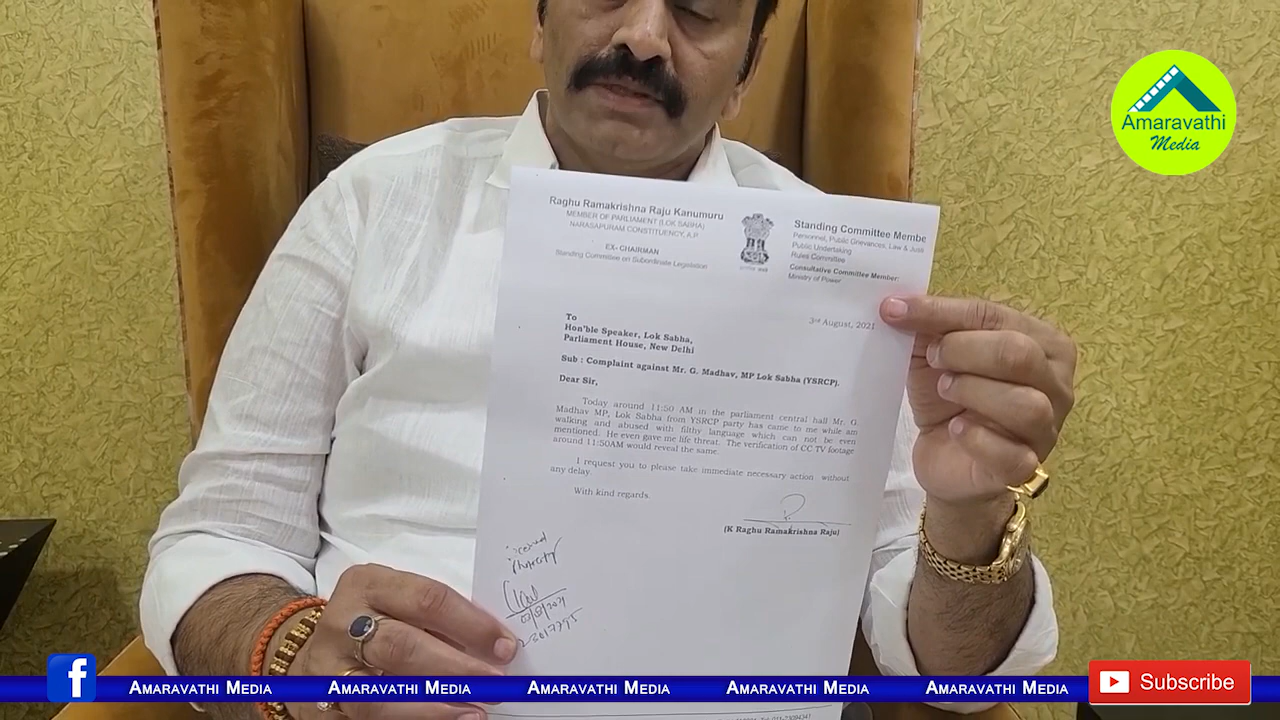 Amaravathi
Media
Raghu Ramakrishna Raju Kanumuru
MEMBER OF PARLIAMENT (LOK SABHA)
NARASAPURAM CONSTITUENCY, A.P.
EX- CHAIRMAN
Standing Committee on Subordinate Legislation
Standing Committee Membe
Personnel, Public Grievances, Law & Just
Public Undertaking
Rules Committee
Consultative Committee Member:
Ministry of Power
3rd August, 2021
To
Hon'ble Speaker, Lok Sabha,
Parliament House, New Delhi
Sub : Complaint against Mr. G. Madhav, MP Lok Sabha (YSRCP).
Dear Sir,
Today around 11:50 AM in the parliament central hall Mr. G
Madhav MP, Lok Sabha from YSRCP party has came to me while am
walking and abused with filthy language which can not be even
mentioned. He even gave me life threat. The verification of CC TV footage
around 11:50AM would reveal the same.
I request you to please take immediate necessary action without
any delay.
With kind regards.
(K Raghu Ramakrishna Raju)
f
Amaravathi Media Amaravathi Media Amaravathi Media Amaravathi Media Amaravathi Media
Subscribe